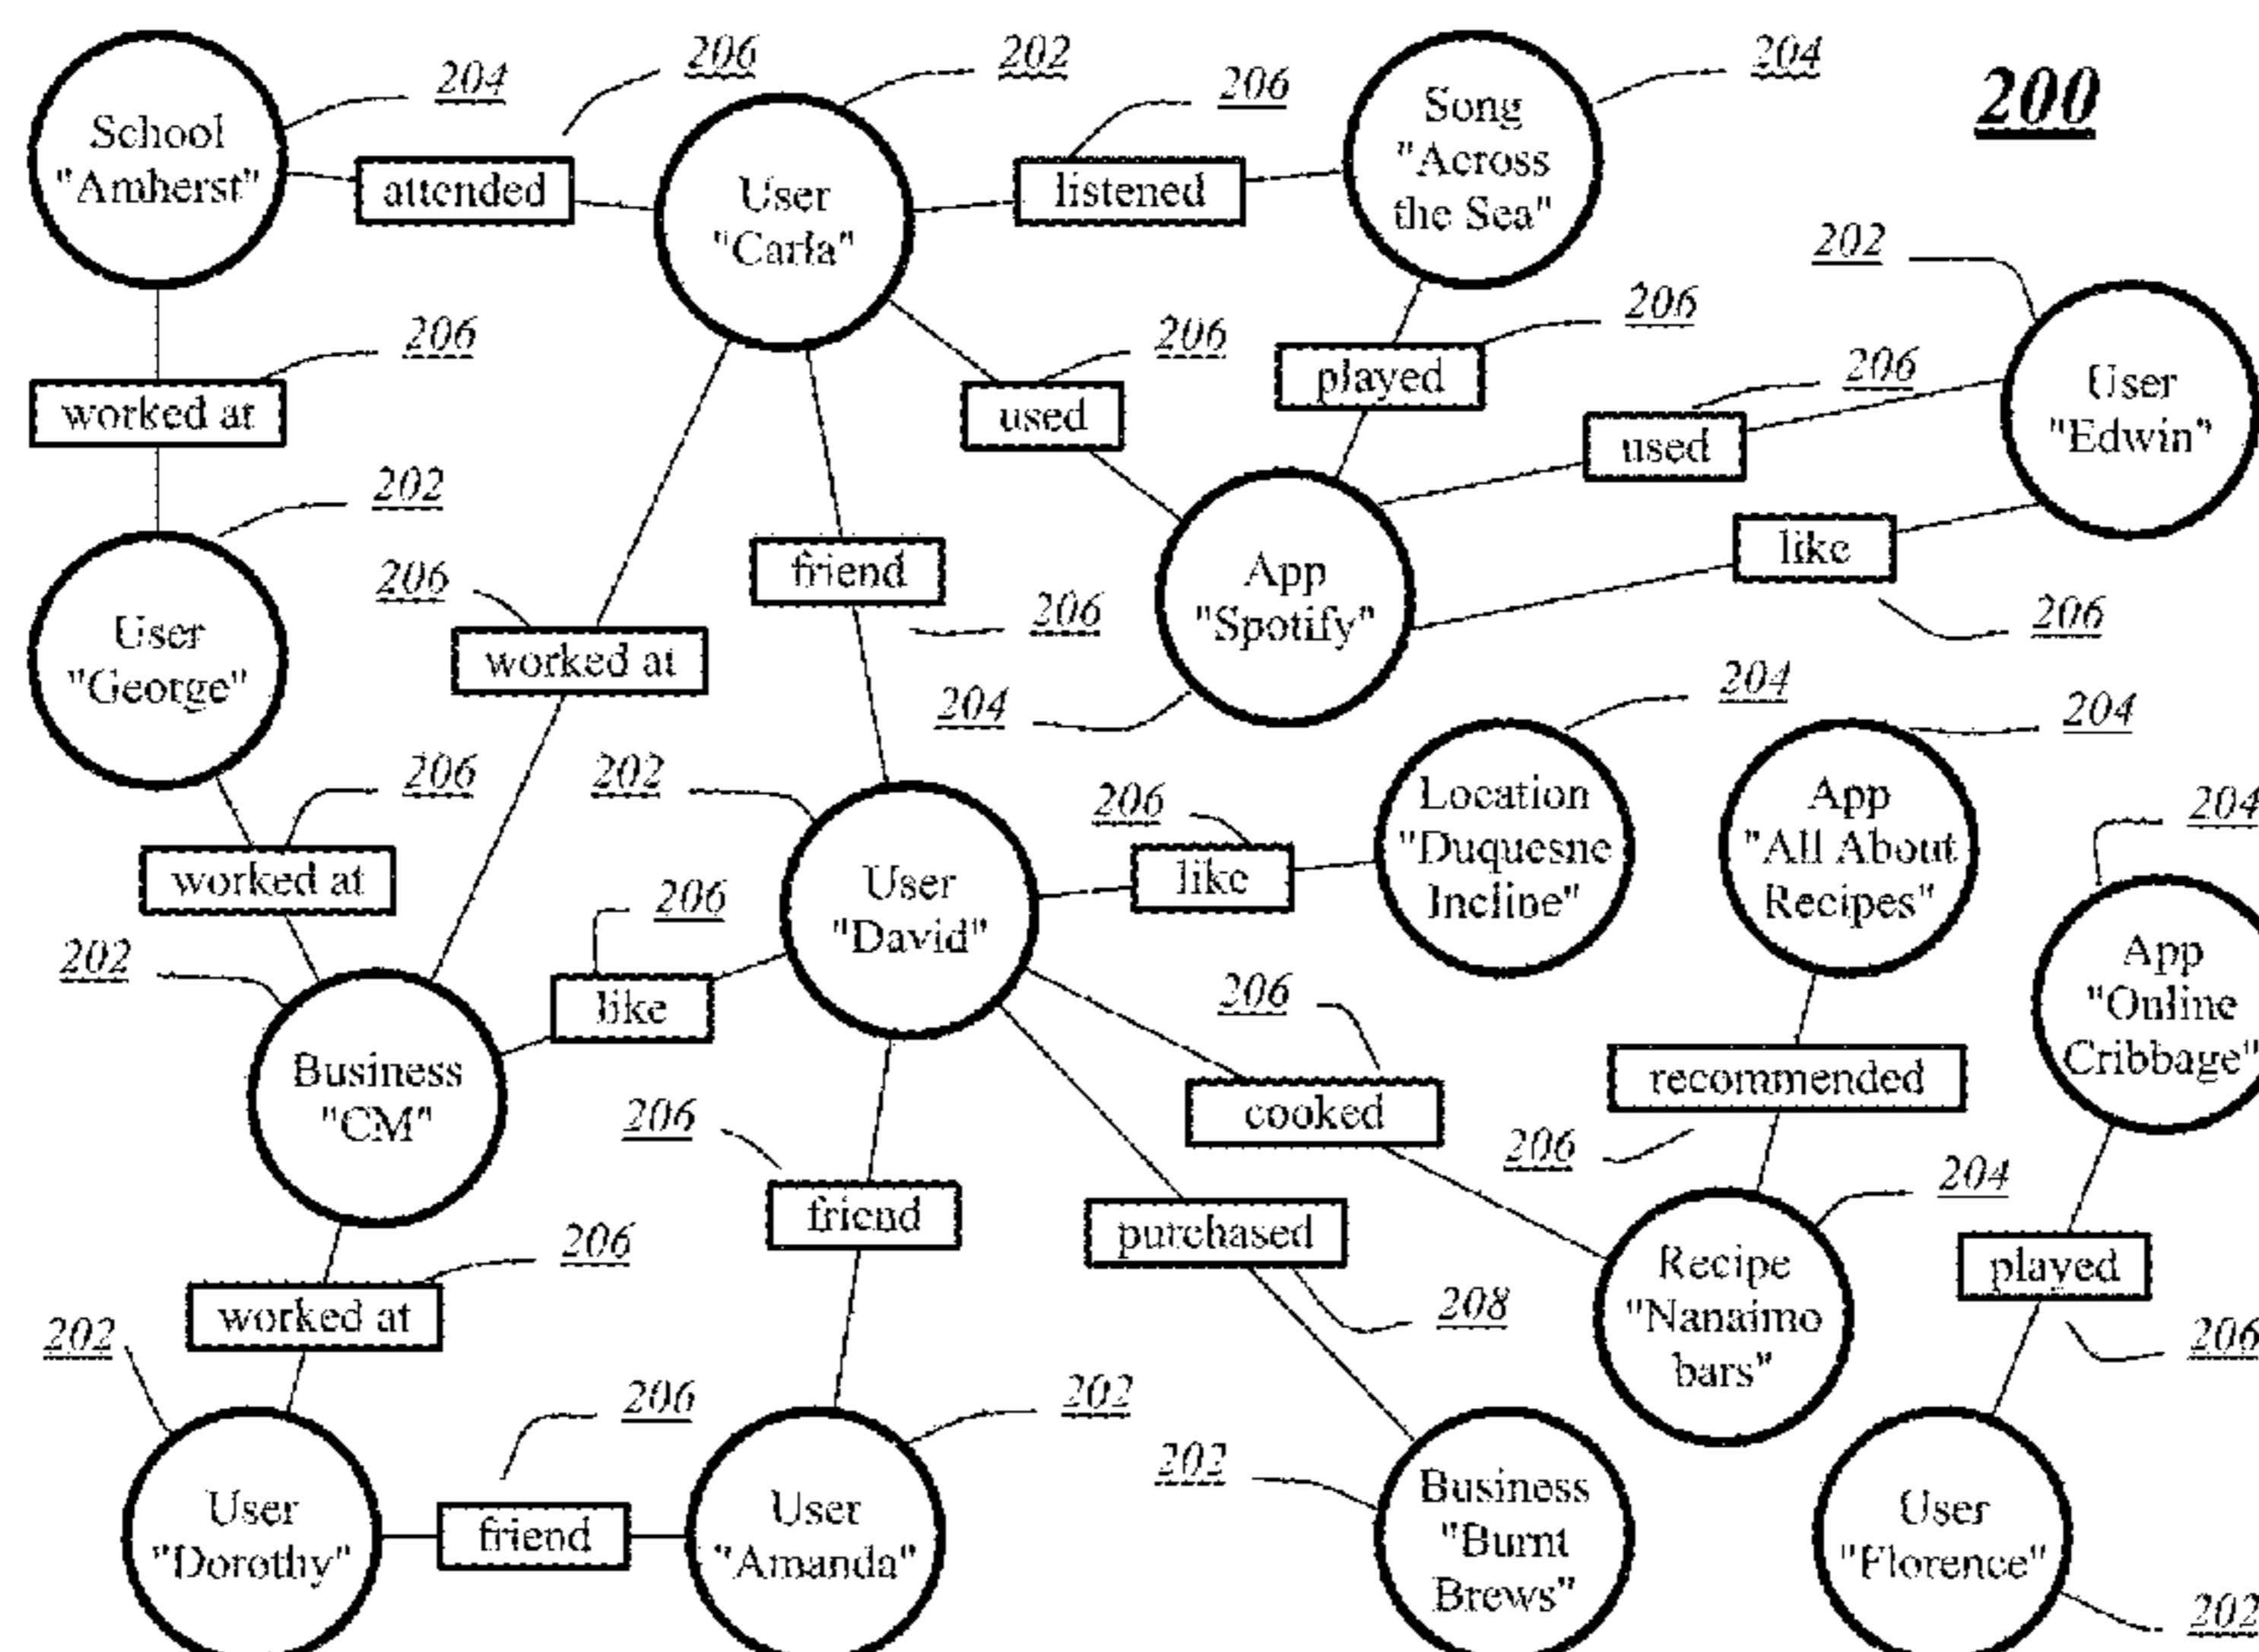 206
202
204
206
204
200
School
"Amherst"
attended
User
"Carla"
listened
Song
"Across
the Sea"
202
206
206
206
206
worked at
used
played
used
User
"Edwin"
202
like
206
friend
206
206
App
"Spotify"
User
"George"
worked at
204
204
204
206
202
206
204
worked at
like
Location
"Duquesne
Incline"
App
"All About
Recipes"
User
"David"
206
202
like
206
App
"Online
Cribbage"
Business
"CM"
206
cooked
recommended
206
friend
purchased
204
206
208
worked at
Recipe
"Nanaimo
bars"
played
202
206
206
202
202
User
"Dorothy"
friend
User
"Amanda"
Business
"Burnt
Brews"
User
"Florence"
202